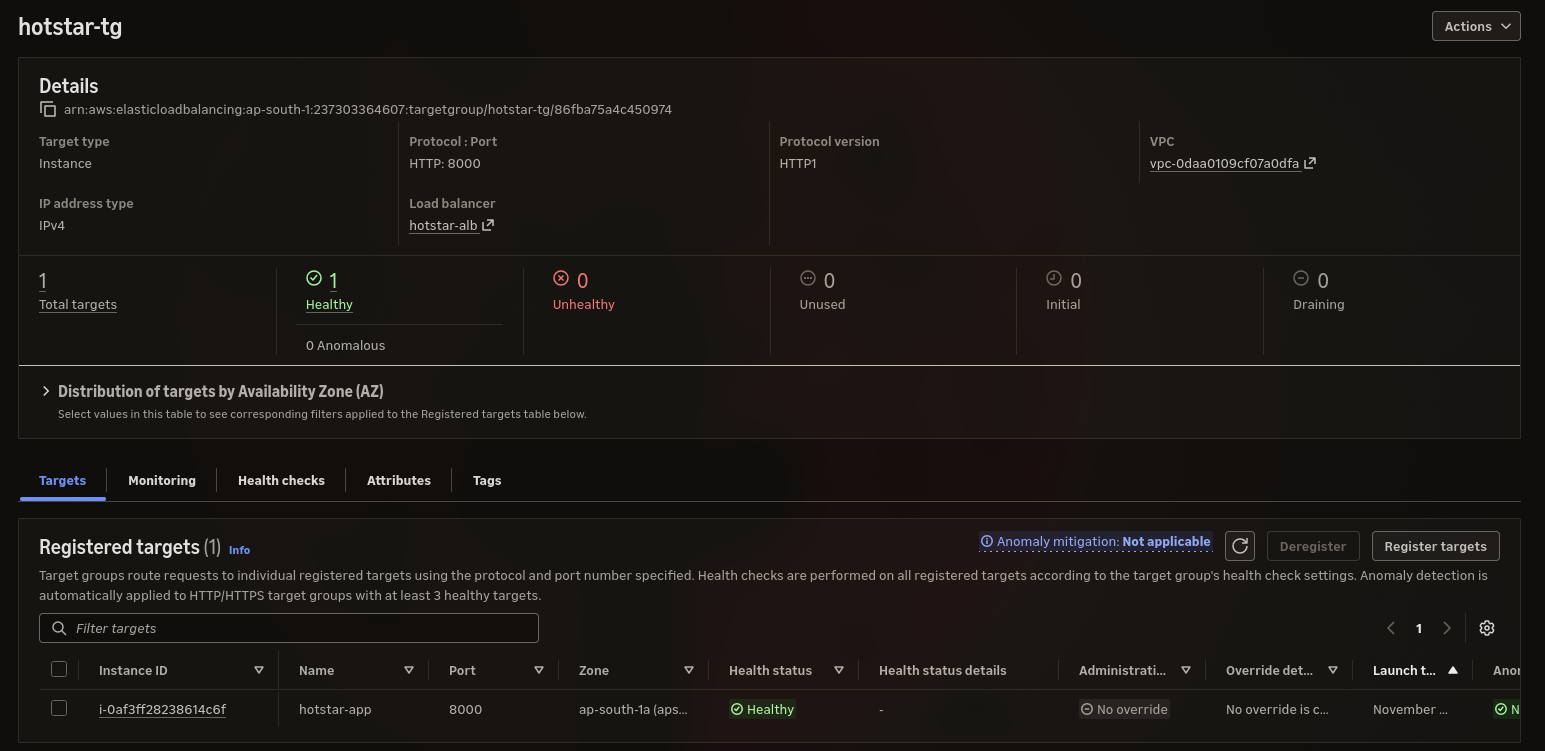 hotstar-tg
Actions
Details
arn:aws:elasticloadbalancing:ap-south-1:237303364607:targetgroup/hotstar-tg/86fba75a4c450974
Target type
Instance
Protocol : Port
HTTP: 8000
Protocol version
HTTP1
VPC
vpc-0daa0109cf07a0dfa
IP address type
IPv4
Load balancer
hotstar-alb
1
Total targets
1
Healthy
0 Anomalous
0
Unhealthy
0
Unused
0
Initial
0
Draining
Distribution of targets by Availability Zone (AZ)
Select values in this table to see corresponding filters applied to the Registered targets table below.
Targets Monitoring Health checks Attributes Tags
Registered targets (1) Info
Anomaly mitigation: Not applicable
Deregister
Register targets
Target groups route requests to individual registered targets using the protocol and port number specified. Health checks are performed on all registered targets according to the target group's health check settings. Anomaly detection is
automatically applied to HTTP/HTTPS target groups with at least 3 healthy targets.
Filter targets
1
Instance ID Name Port Zone Health status Health status details Administrati... Override det... Launch t... Anor
i-0af3ff28238614c6f hotstar-app 8000 ap-south-1a (aps... Healthy - No override No override is c... November ... N